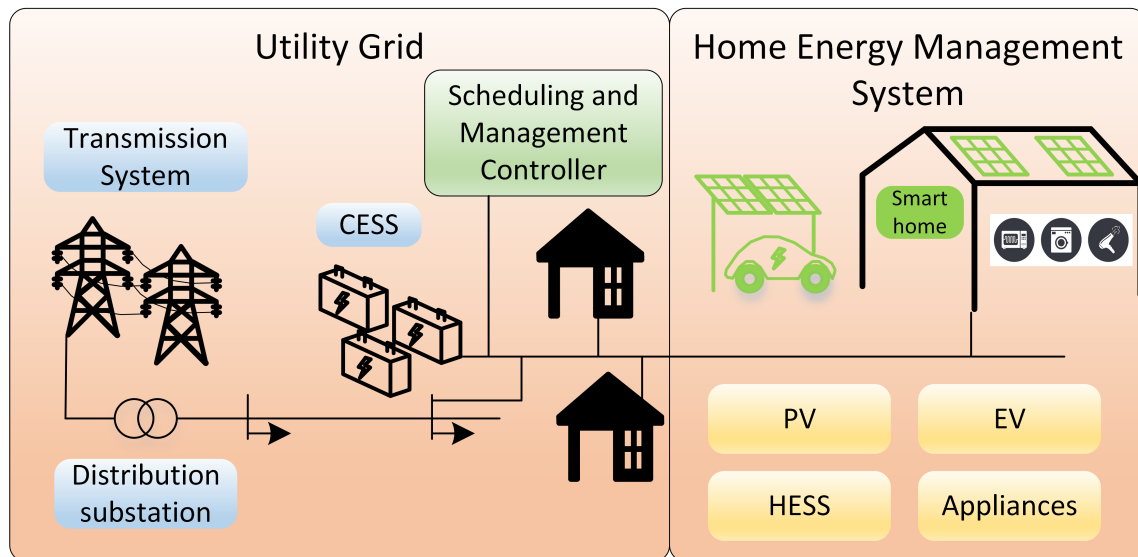 Utility Grid
Home Energy Management
System
Scheduling and
Management
Controller
Transmission
System
CESS
Smart
home
Distribution
substation
PV
EV
HESS
Appliances